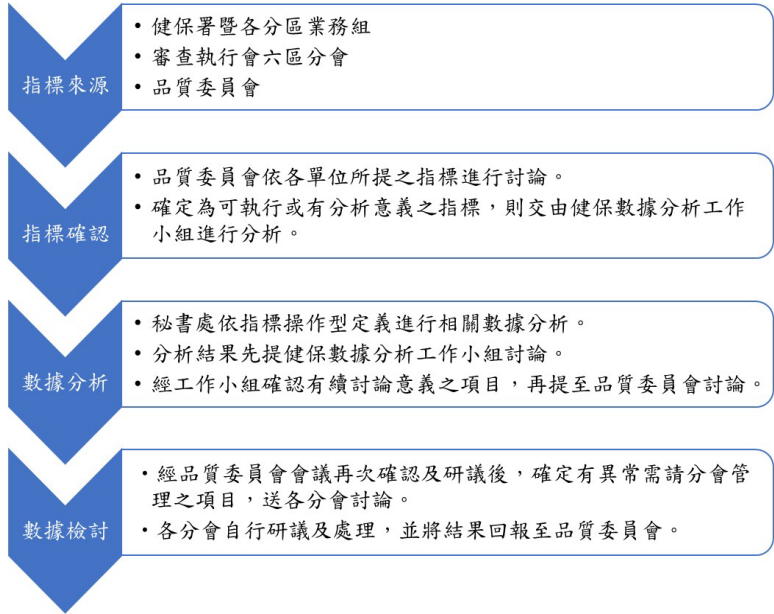 指標來源
• 健保署暨各分區業務組
• 審查執行會六區分會
• 品質委員會
指標確認
• 品質委員會依各單位所提之指標進行討論。
• 確定為可執行或有分析意義之指標，則交由健保數據分析工作
小組進行分析。
數據分析
• 秘書處依指標操作型定義進行相關數據分析。
• 分析結果先提健保數據分析工作小組討論。
• 經工作小組確認有續討論意義之項目，再提至品質委員會討論。
數據檢討
• 經品質委員會會議再次確認及研議後，確定有異常需請分會管
理之項目，送各分會討論。
• 各分會自行研議及處理，並將結果回報至品質委員會。